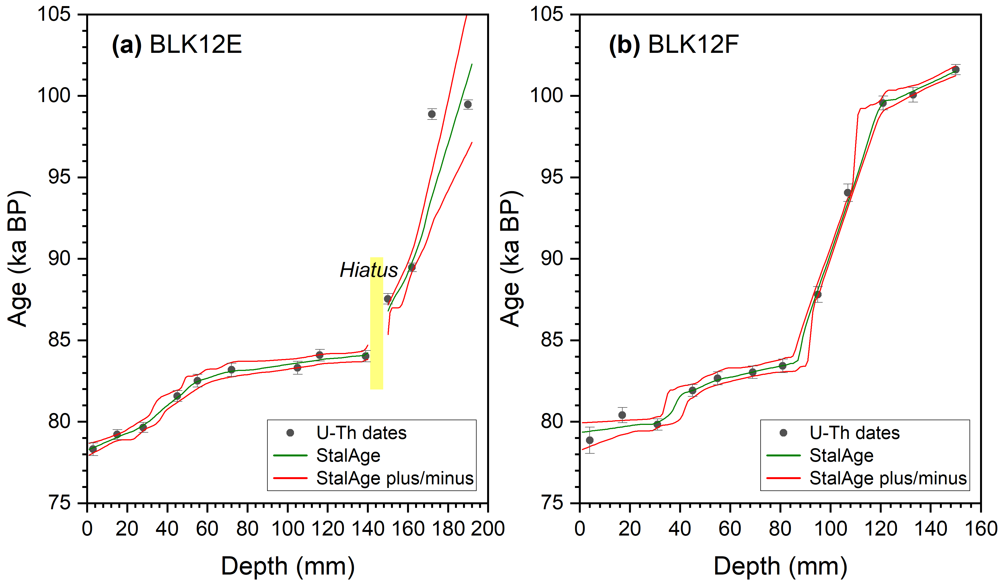 (a) BLK12E
105
100
95
90
85
80
75
Age (ka BP)
Hiatus
U-Th dates
StalAge
StalAge plus/minus
0 20 40 60 80 100 120 140 160 180 200
Depth (mm)
(b) BLK12F
105
100
95
90
85
80
75
Age (ka BP)
U-Th dates
StalAge
StalAge plus/minus
0 20 40 60 80 100 120 140 160
Depth (mm)